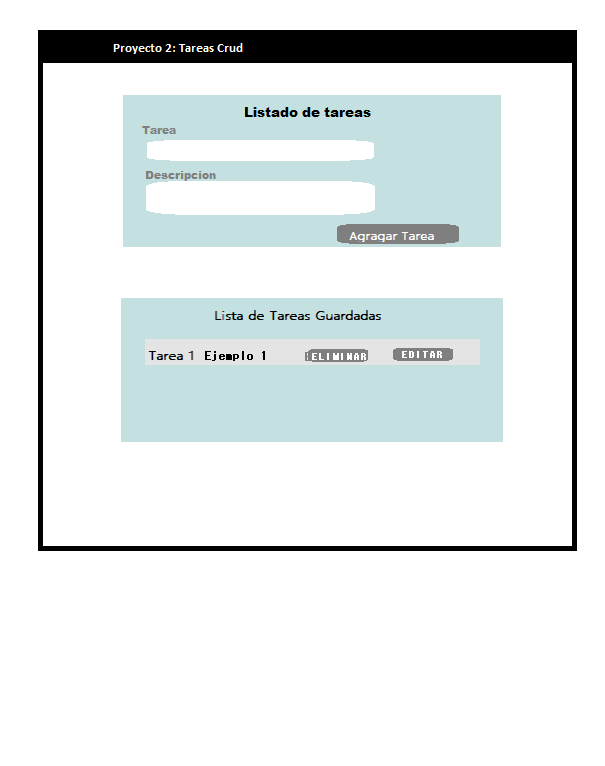 Proyecto 2: Tareas Crud
Listado de tareas
Tarea
Descripcion
Agragar Tarea
Lista de Tareas Guardadas
Tarea 1 Ejemplo 1 ELIMINAR EDITAR